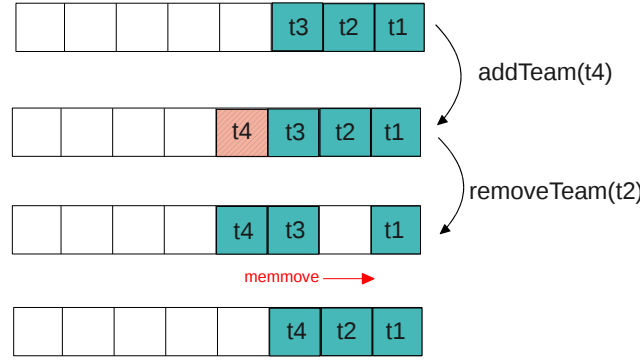 t3 t2 t1
addTeam(t4)
t4 t3 t2 t1
removeTeam(t2)
t4 t3 t1
memmove
t4 t2 t1